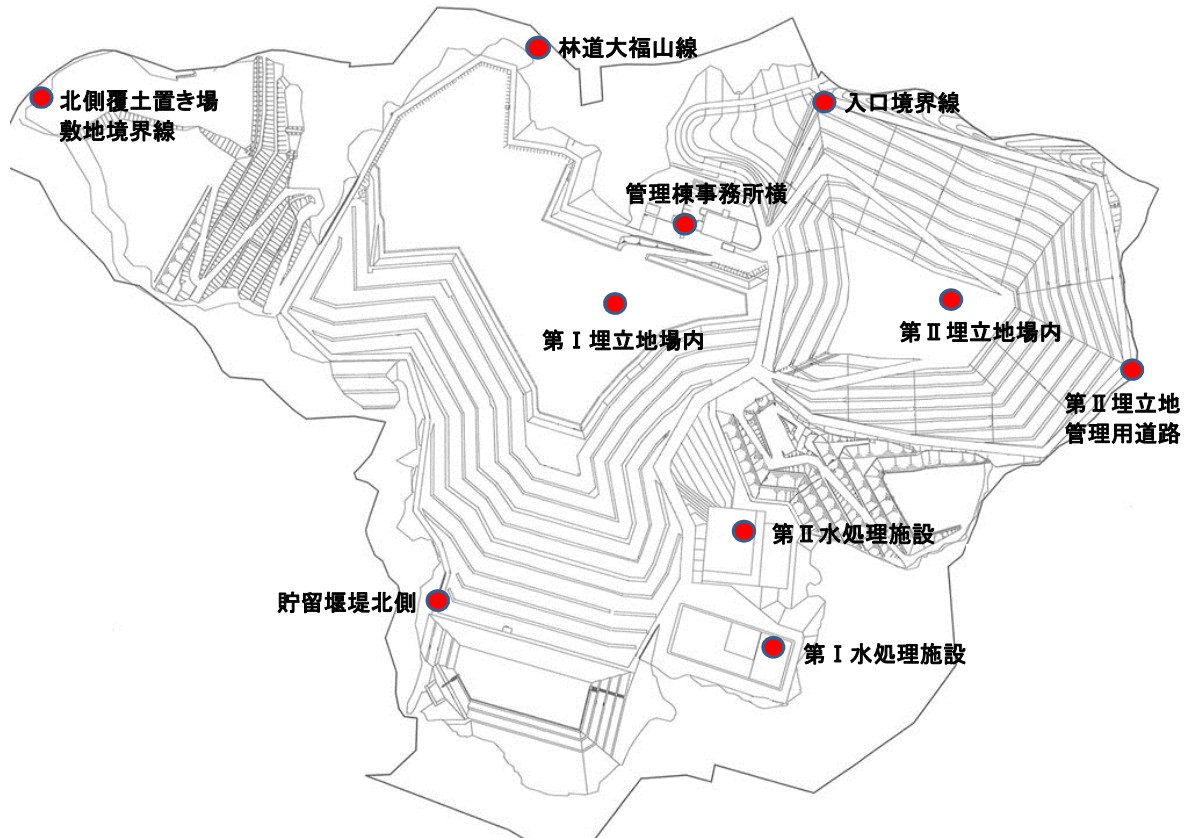 林道大福山線
北側覆土置き場
敷地境界線
入口境界線
管理棟事務所横
第Ⅰ埋立地場内
第Ⅱ埋立地場内
第Ⅱ埋立地
管理用道路
第Ⅱ水処理施設
貯留堰堤北側
第Ⅰ水処理施設